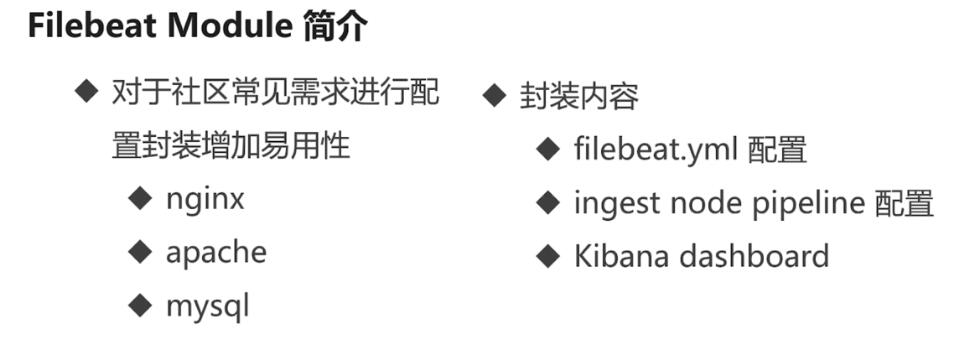 Filebeat Module 简介
◆ 对于社区常见需求进行配
置封装增加易用性
◆ nginx
◆ apache
◆ mysql
◆ 封装内容
◆ filebeat.yml 配置
◆ ingest node pipeline 配置
◆ Kibana dashboard